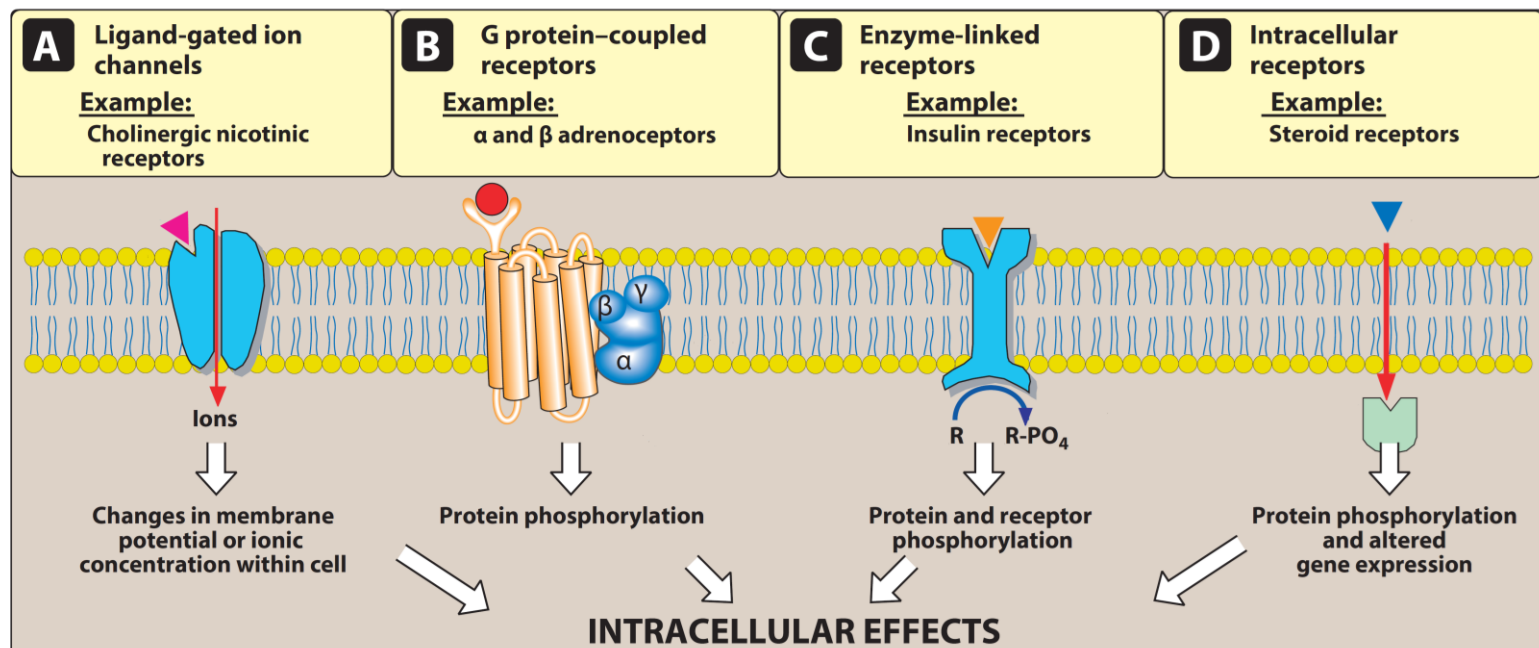 A
Ligand-gated ion
channels
Example:
Cholinergic nicotinic
receptors
B
G protein–coupled
receptors
Example:
α and β adrenoceptors
C
Enzyme-linked
receptors
Example:
Insulin receptors
D
Intracellular
receptors
Example:
Steroid receptors
β
γ
α
Ions
R R-PO₄
Changes in membrane
potential or ionic
concentration within cell
Protein phosphorylation
Protein and receptor
phosphorylation
Protein phosphorylation
and altered
gene expression
INTRACELLULAR EFFECTS